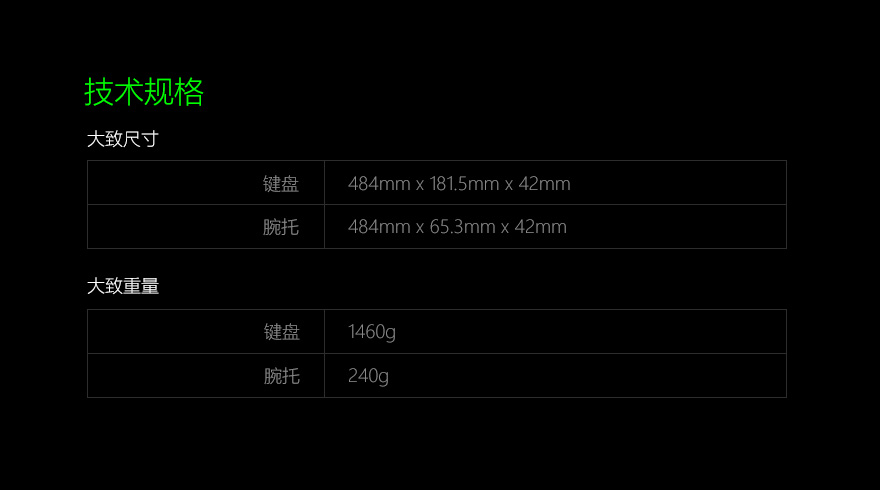 技术规格
大致尺寸
键盘 484mm x 181.5mm x 42mm
腕托 484mm x 65.3mm x 42mm
大致重量
键盘 1460g
腕托 240g